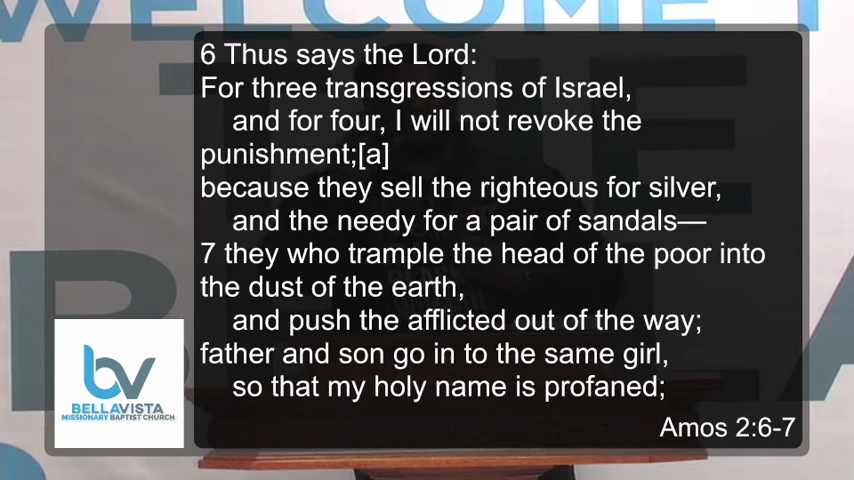 WELCOME T
6 Thus says the Lord:
For three transgressions of Israel,
and for four, I will not revoke the
punishment;[a]
because they sell the righteous for silver,
and the needy for a pair of sandals—
7 they who trample the head of the poor into
the dust of the earth,
and push the afflicted out of the way;
father and son go in to the same girl,
so that my holy name is profaned;
Amos 2:6-7
bv
BELLAVISTA
MISSIONARY BAPTIST CHURCH